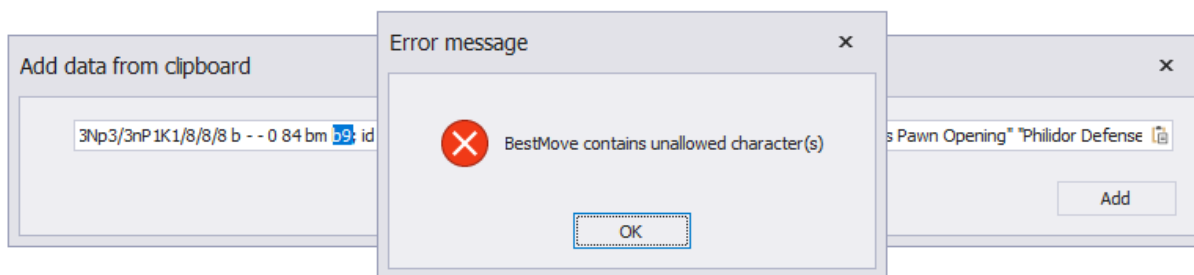 Error message
Add data from clipboard
3Np3/3nP1K1/8/8/8 b - - 0 84 bm b9; id
BestMove contains unallowed character(s)
s Pawn Opening" "Philidor Defense
Add
OK